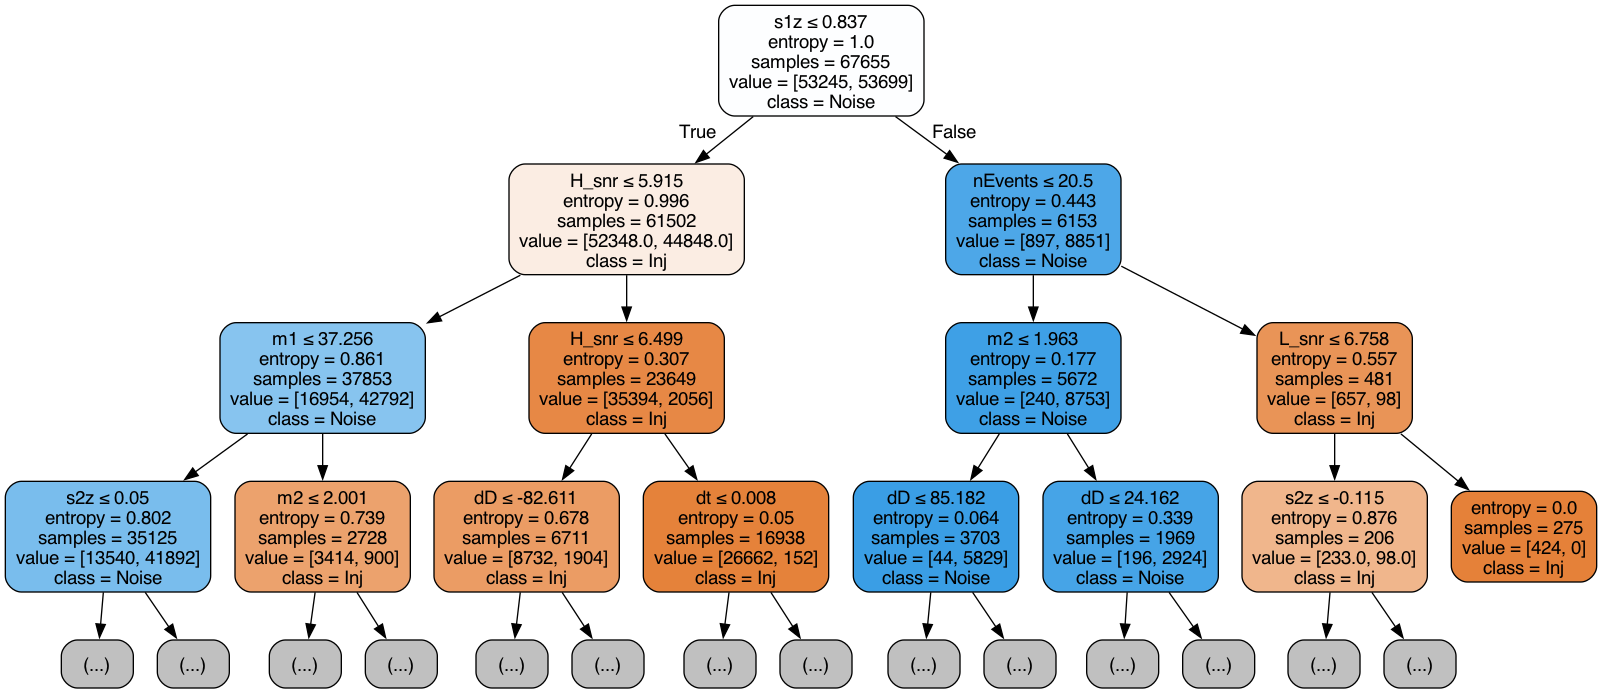 s1z ≤ 0.837
entropy = 1.0
samples = 67655
value = [53245, 53699]
class = Noise
True
False
H_snr ≤ 5.915
entropy = 0.996
samples = 61502
value = [52348.0, 44848.0]
class = Inj
nEvents ≤ 20.5
entropy = 0.443
samples = 6153
value = [897, 8851]
class = Noise
m1 ≤ 37.256
entropy = 0.861
samples = 37853
value = [16954, 42792]
class = Noise
H_snr ≤ 6.499
entropy = 0.307
samples = 23649
value = [35394, 2056]
class = Inj
m2 ≤ 1.963
entropy = 0.177
samples = 5672
value = [240, 8753]
class = Noise
L_snr ≤ 6.758
entropy = 0.557
samples = 481
value = [657, 98]
class = Inj
s2z ≤ 0.05
entropy = 0.802
samples = 35125
value = [13540, 41892]
class = Noise
m2 ≤ 2.001
entropy = 0.739
samples = 2728
value = [3414, 900]
class = Inj
dD ≤ -82.611
entropy = 0.678
samples = 6711
value = [8732, 1904]
class = Inj
dt ≤ 0.008
entropy = 0.05
samples = 16938
value = [26662, 152]
class = Inj
dD ≤ 85.182
entropy = 0.064
samples = 3703
value = [44, 5829]
class = Noise
dD ≤ 24.162
entropy = 0.339
samples = 1969
value = [196, 2924]
class = Noise
s2z ≤ -0.115
entropy = 0.876
samples = 206
value = [233.0, 98.0]
class = Inj
entropy = 0.0
samples = 275
value = [424, 0]
class = Inj
(...)
(...)
(...)
(...)
(...)
(...)
(...)
(...)
(...)
(...)
(...)
(...)
(...)
(...)